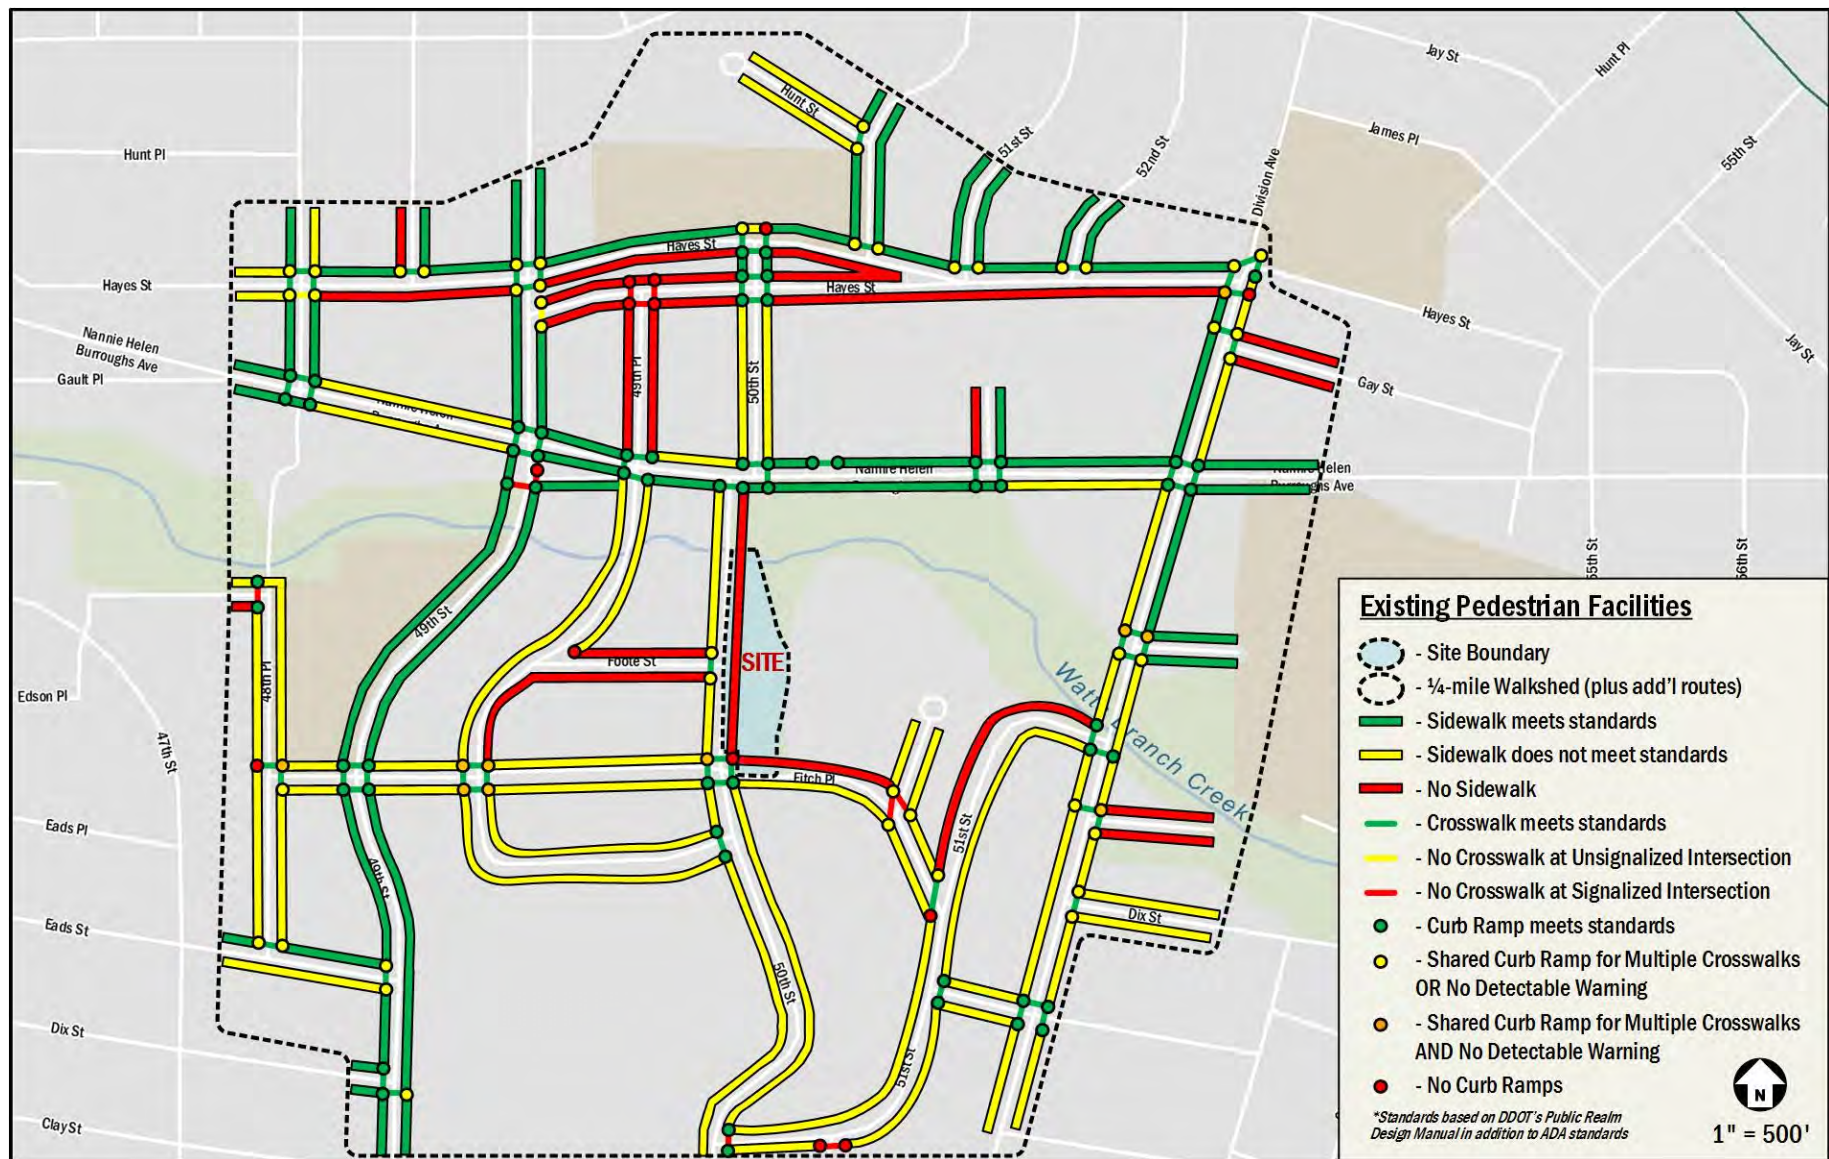 Jay St
Hunt Pl
James Pl
55th St
51st St
52nd St
Division Ave
Hunt St
Hunt Pl
Hayes St
Hayes St
Hayes St
Hayes St
Jay St
Nannie Helen
Burroughs Ave
Gault Pl
49th Pl
50th St
Gay St
Nannie Helen
Burroughs Ave
55th St
56th St
49th St
Foote St
SITE
48th Pl
Edson Pl
47th St
Watts Branch Creek
Fitch Pl
51st St
Eads Pl
49th St
Eads St
Dix St
50th St
Dix St
51st St
Clay St
Existing Pedestrian Facilities
- Site Boundary
- ¼-mile Walkshed (plus add'l routes)
- Sidewalk meets standards
- Sidewalk does not meet standards
- No Sidewalk
- Crosswalk meets standards
- No Crosswalk at Unsignalized Intersection
- No Crosswalk at Signalized Intersection
- Curb Ramp meets standards
- Shared Curb Ramp for Multiple Crosswalks
OR No Detectable Warning
- Shared Curb Ramp for Multiple Crosswalks
AND No Detectable Warning
- No Curb Ramps
*Standards based on DDOT's Public Realm
Design Manual in addition to ADA standards
N
1" = 500'